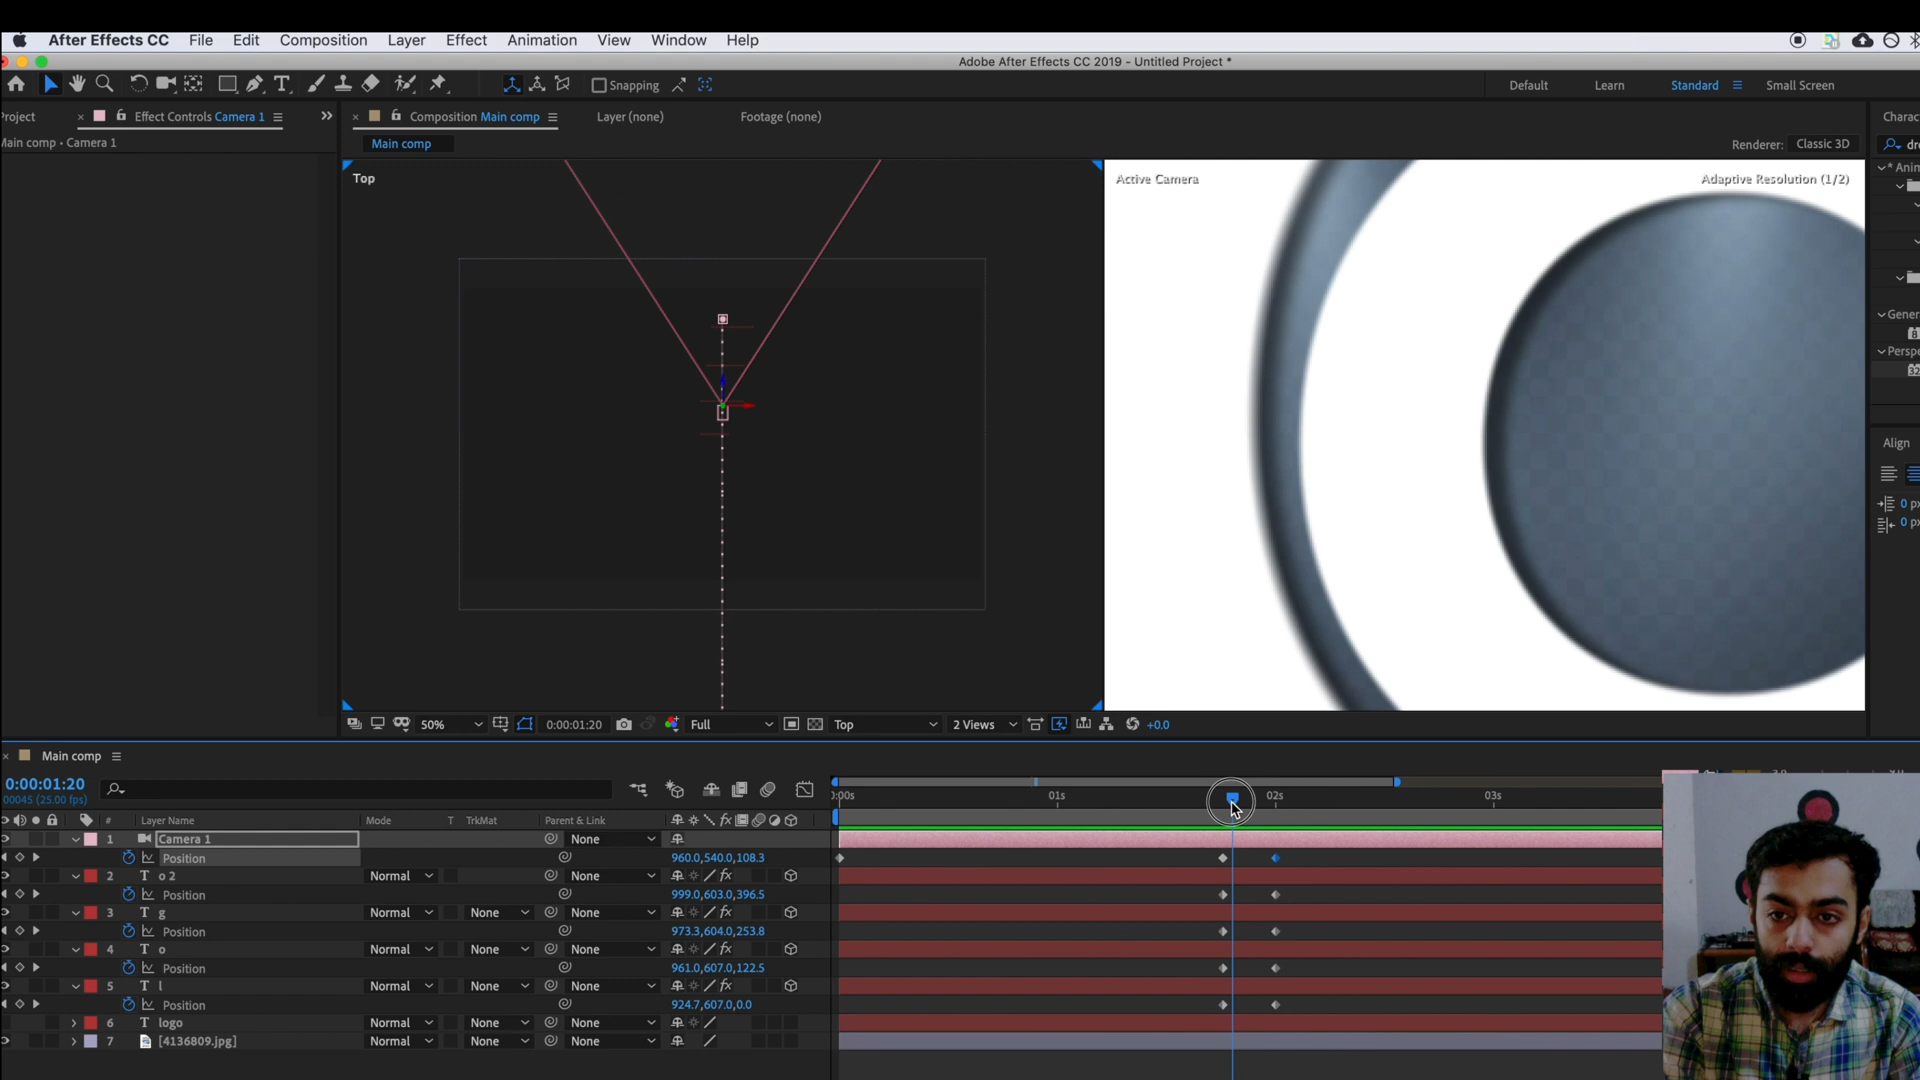 After Effects CC File Edit Composition Layer Effect Animation View Window Help
Adobe After Effects CC 2019 - Untitled Project *
Snapping Default Learn Standard Small Screen
roject Effect Controls Camera 1 Composition Main comp Layer (none) Footage (none) Charac
Main comp • Camera 1 Main comp Renderer: Classic 3D dr
* Anim
Top Active Camera Adaptive Resolution (1/2)
Gener
Perspe
Align
0 px
0 px
50% 0:00:01:20 Full Top 2 Views +0.0
Main comp
0:00:01:20
00045 (25.00 fps)
0:00s 01s 02s 03s
# Layer Name Mode T TrkMat Parent & Link
1 Camera 1 None
Position 960.0,540.0,108.3
2 T o 2 Normal None
Position 999.0,603.0,396.5
3 T g Normal None None
Position 973.3,604.0,253.8
4 T o Normal None None
Position 961.0,607.0,122.5
5 T l Normal None None
Position 924.7,607.0,0.0
6 T logo Normal None None
7 [4136809.jpg] Normal None None